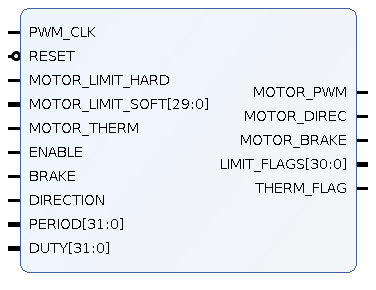 PWM_CLK
RESET
MOTOR_LIMIT_HARD
MOTOR_LIMIT_SOFT[29:0]
MOTOR_THERM
ENABLE
BRAKE
DIRECTION
PERIOD[31:0]
DUTY[31:0]
MOTOR_PWM
MOTOR_DIREC
MOTOR_BRAKE
LIMIT_FLAGS[30:0]
THERM_FLAG